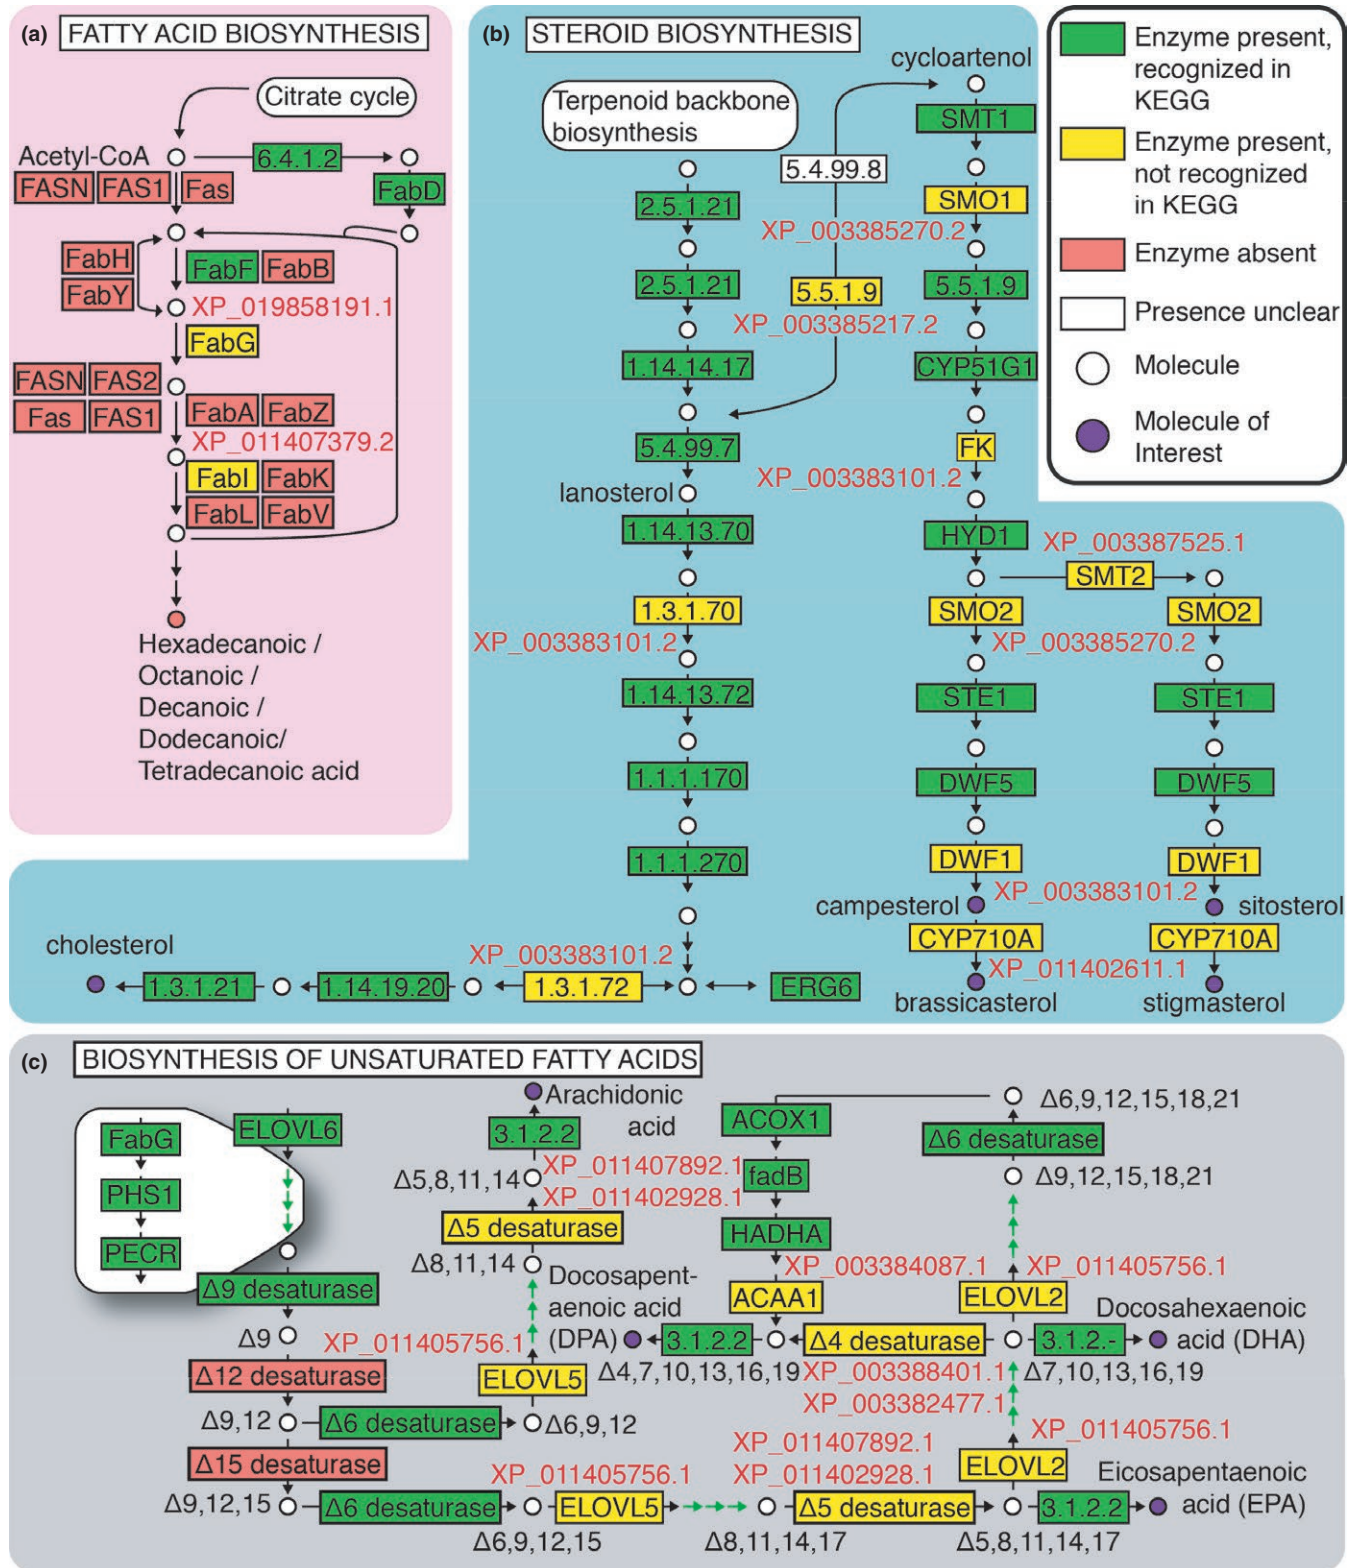 (a) FATTY ACID BIOSYNTHESIS
Citrate cycle
Acetyl-CoA
6.4.1.2
FASN FAS1 Fas
FabD
FabH
FabY
FabF FabB
XP_019858191.1
FabG
FASN FAS2
Fas FAS1
FabA FabZ
XP_011407379.2
FabI FabK
FabL FabV
Hexadecanoic /
Octanoic /
Decanoic /
Dodecanoic/
Tetradecanoic acid
(b) STEROID BIOSYNTHESIS
Terpenoid backbone
biosynthesis
2.5.1.21
2.5.1.21
1.14.14.17
5.4.99.7
lanosterol
1.14.13.70
1.3.1.70
XP_003383101.2
1.14.13.72
1.1.1.170
1.1.1.270
5.4.99.8
XP_003385270.2
5.5.1.9
XP_003385217.2
cycloartenol
SMT1
SMO1
5.5.1.9
CYP51G1
FK
XP_003383101.2
HYD1
XP_003387525.1
SMT2
SMO2
SMO2
XP_003385270.2
STE1
STE1
DWF5
DWF5
DWF1
DWF1
XP_003383101.2
campesterol
sitosterol
CYP710A
CYP710A
XP_011402611.1
brassicasterol
stigmasterol
cholesterol
XP_003383101.2
1.3.1.21
1.14.19.20
1.3.1.72
ERG6
Enzyme present,
recognized in
KEGG
Enzyme present,
not recognized
in KEGG
Enzyme absent
Presence unclear
Molecule
Molecule of
Interest
(c) BIOSYNTHESIS OF UNSATURATED FATTY ACIDS
FabG
PHS1
PECR
ELOVL6
Δ9 desaturase
Δ9
Δ12 desaturase
Δ9,12
Δ6 desaturase
Δ6,9,12
Δ15 desaturase
Δ9,12,15
Δ6 desaturase
Δ6,9,12,15
Arachidonic
acid
3.1.2.2
Δ5,8,11,14
XP_011407892.1
XP_011402928.1
Δ5 desaturase
Δ8,11,14
XP_011405756.1
ELOVL5
XP_011405756.1
ELOVL5
Δ8,11,14,17
XP_011407892.1
XP_011402928.1
Δ5 desaturase
Δ5,8,11,14,17
3.1.2.2
Eicosapentaenoic
acid (EPA)
ELOVL2
XP_011405756.1
Docosapent-
aenoic acid
(DPA)
3.1.2.2
Δ4,7,10,13,16,19
Δ4 desaturase
XP_003388401.1
XP_003382477.1
3.1.2.-
Δ7,10,13,16,19
Docosahexaenoic
acid (DHA)
ELOVL2
XP_011405756.1
Δ9,12,15,18,21
Δ6 desaturase
Δ6,9,12,15,18,21
ACOX1
fadB
HADHA
XP_003384087.1
ACAA1